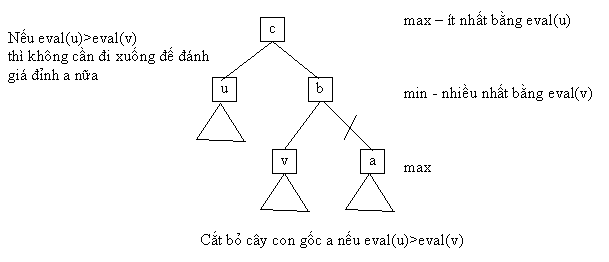 max – ít nhất bằng eval(u)
c
Nếu eval(u)>eval(v)
thì không cần đi xuống để đánh
giá đỉnh a nữa
u
b
min - nhiều nhất bằng eval(v)
v
a
max
Cắt bỏ cây con gốc a nếu eval(u)>eval(v)